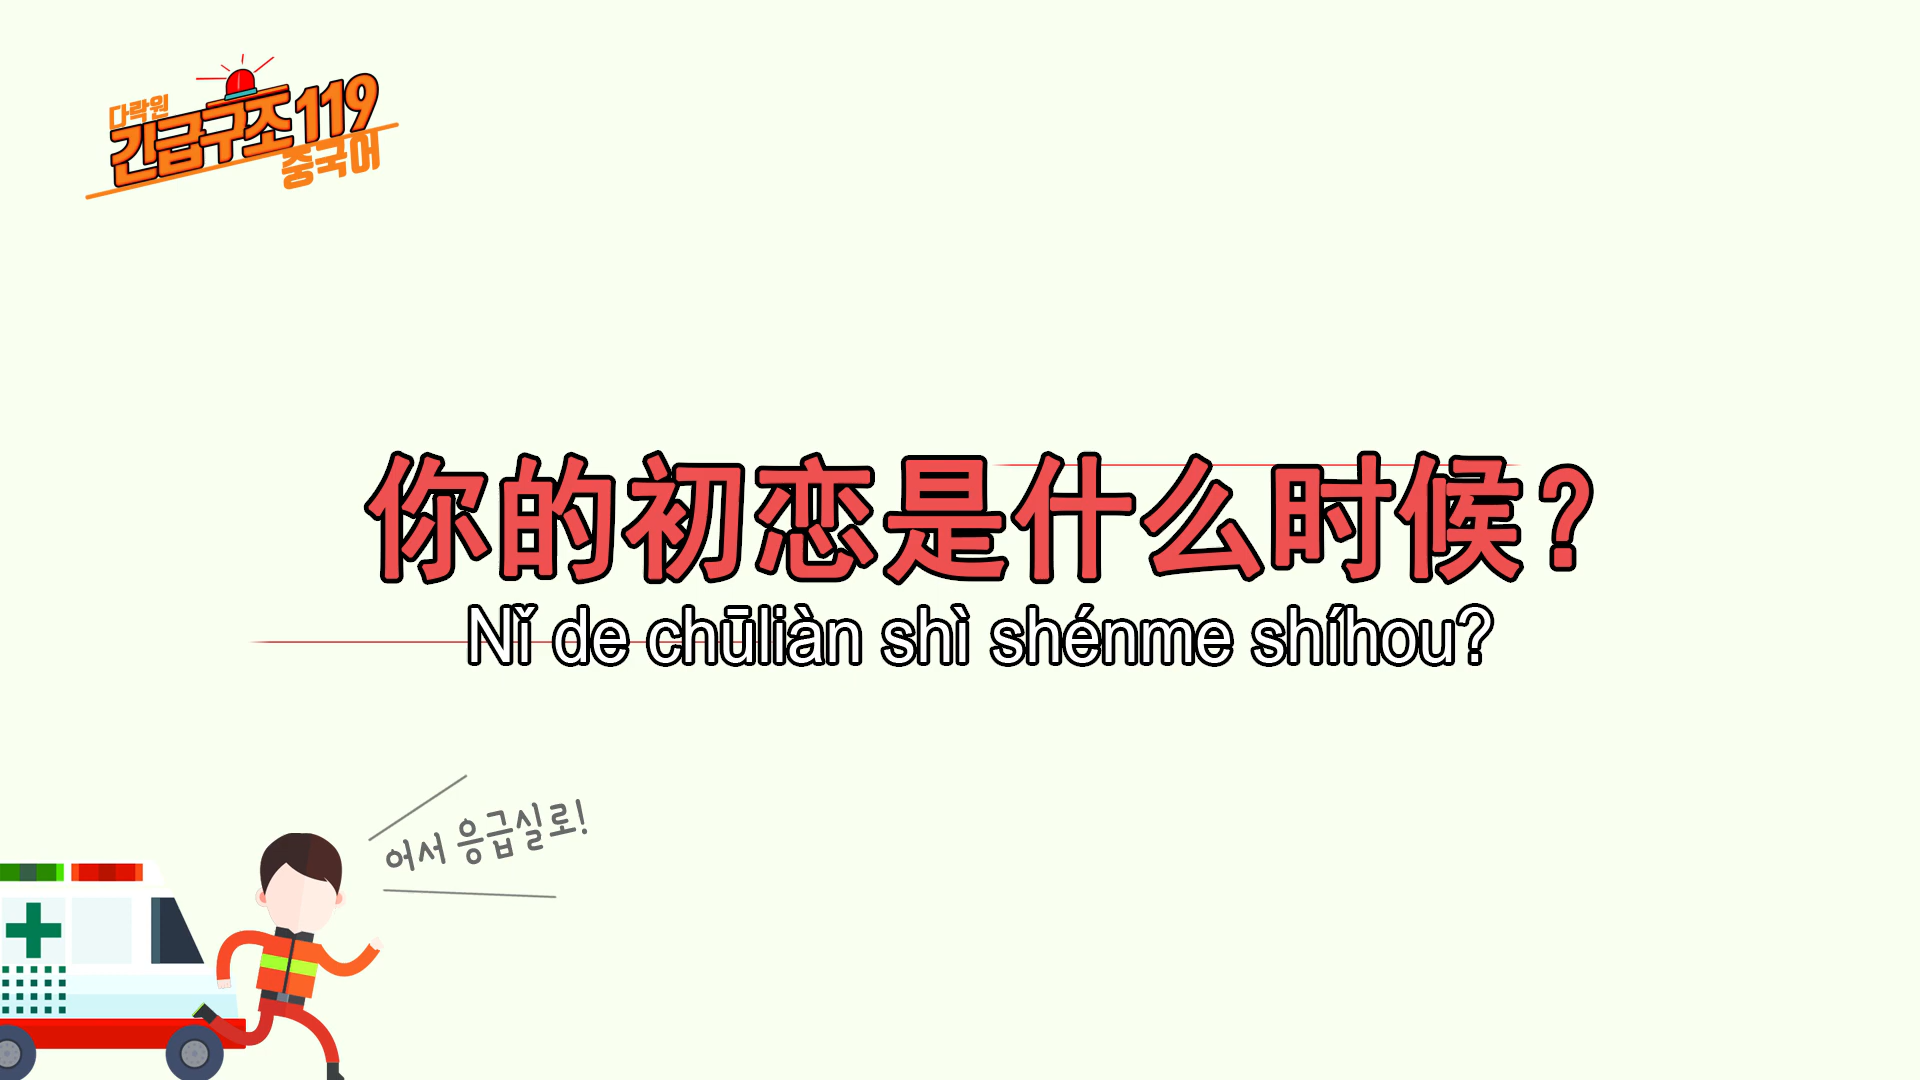 다락원
긴급구조119
중국어
你的初恋是什么时候？
Nǐ de chūliàn shì shénme shíhou?
어서 응급실로!